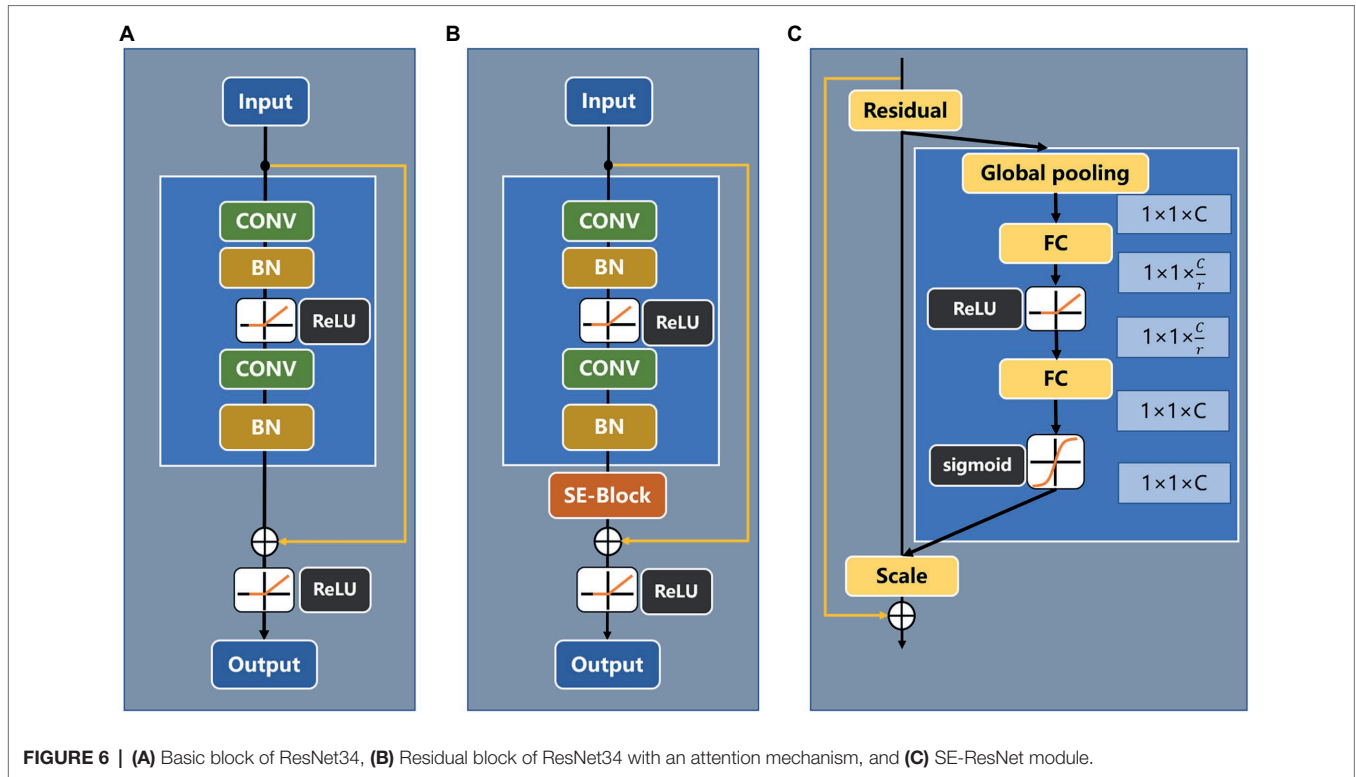 A
Input
CONV
BN
ReLU
CONV
BN
ReLU
Output
B
Input
CONV
BN
ReLU
CONV
BN
SE-Block
ReLU
Output
C
Residual
Global pooling
1×1×C
FC
1×1×C/r
ReLU
1×1×C/r
FC
1×1×C
sigmoid
1×1×C
Scale
FIGURE 6 | (A) Basic block of ResNet34, (B) Residual block of ResNet34 with an attention mechanism, and (C) SE-ResNet module.